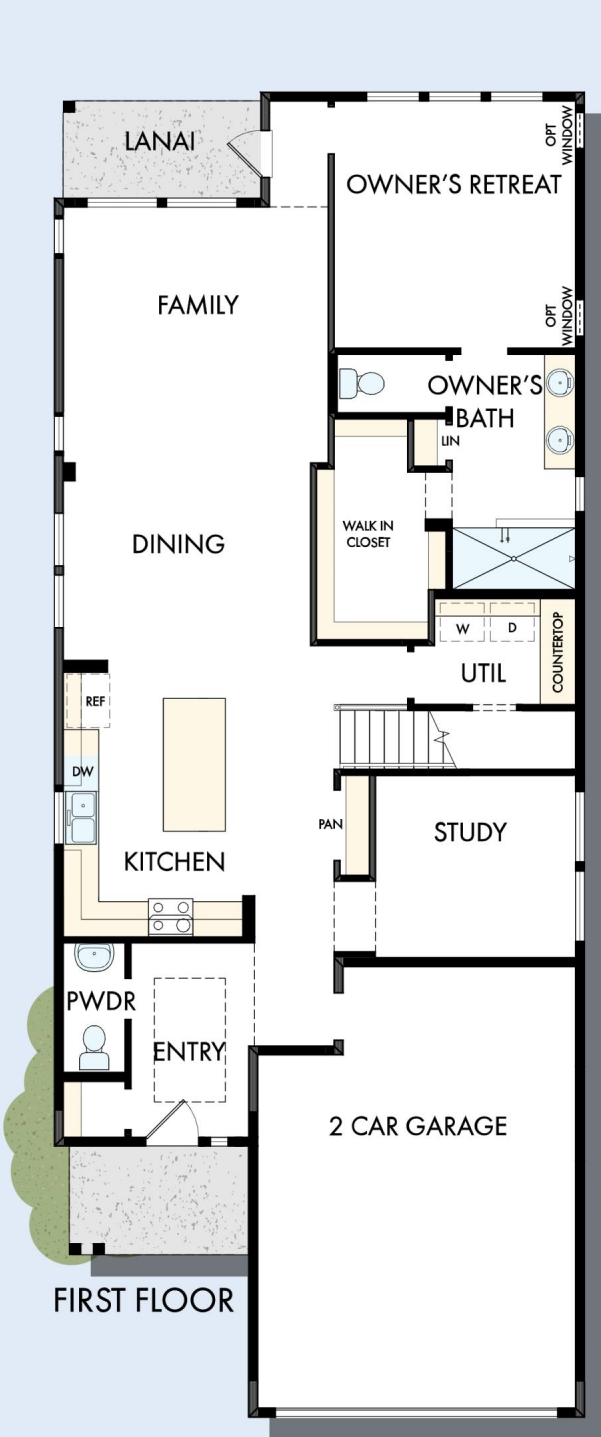 LANAI
OPT
WINDOW
OWNER'S RETREAT
FAMILY
OPT
WINDOW
OWNER'S
BATH
LIN
WALK IN
CLOSET
DINING
W
D
COUNTERTOP
UTIL
REF
DW
PAN
STUDY
KITCHEN
PWDR
ENTRY
2 CAR GARAGE
FIRST FLOOR